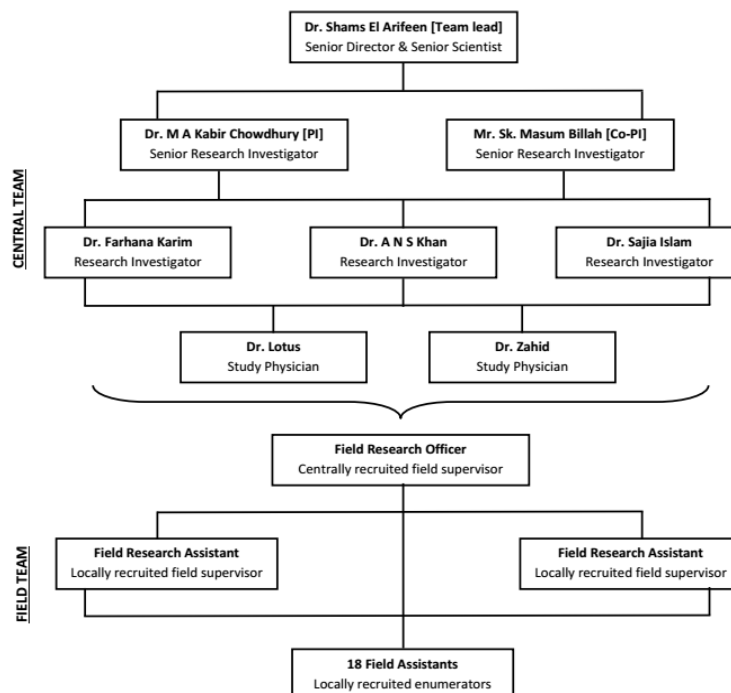 Dr. Shams El Arifeen [Team lead]
Senior Director & Senior Scientist
Dr. M A Kabir Chowdhury [PI]
Senior Research Investigator
Mr. Sk. Masum Billah [Co-PI]
Senior Research Investigator
CENTRAL TEAM
Dr. Farhana Karim
Research Investigator
Dr. A N S Khan
Research Investigator
Dr. Sajia Islam
Research Investigator
Dr. Lotus
Study Physician
Dr. Zahid
Study Physician
Field Research Officer
Centrally recruited field supervisor
FIELD TEAM
Field Research Assistant
Locally recruited field supervisor
Field Research Assistant
Locally recruited field supervisor
18 Field Assistants
Locally recruited enumerators